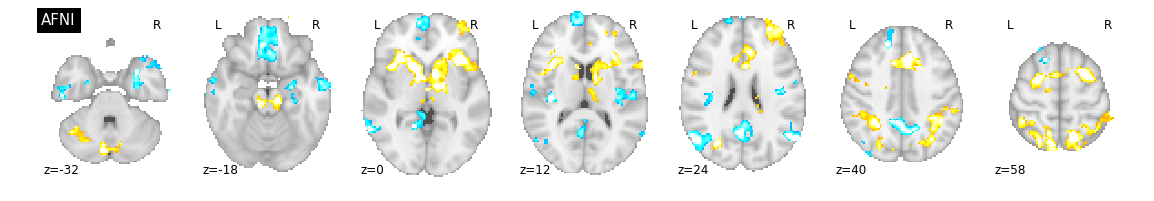 AFNI
L R L R L R L R L R L R L R
z=-32 z=-18 z=0 z=12 z=24 z=40 z=58